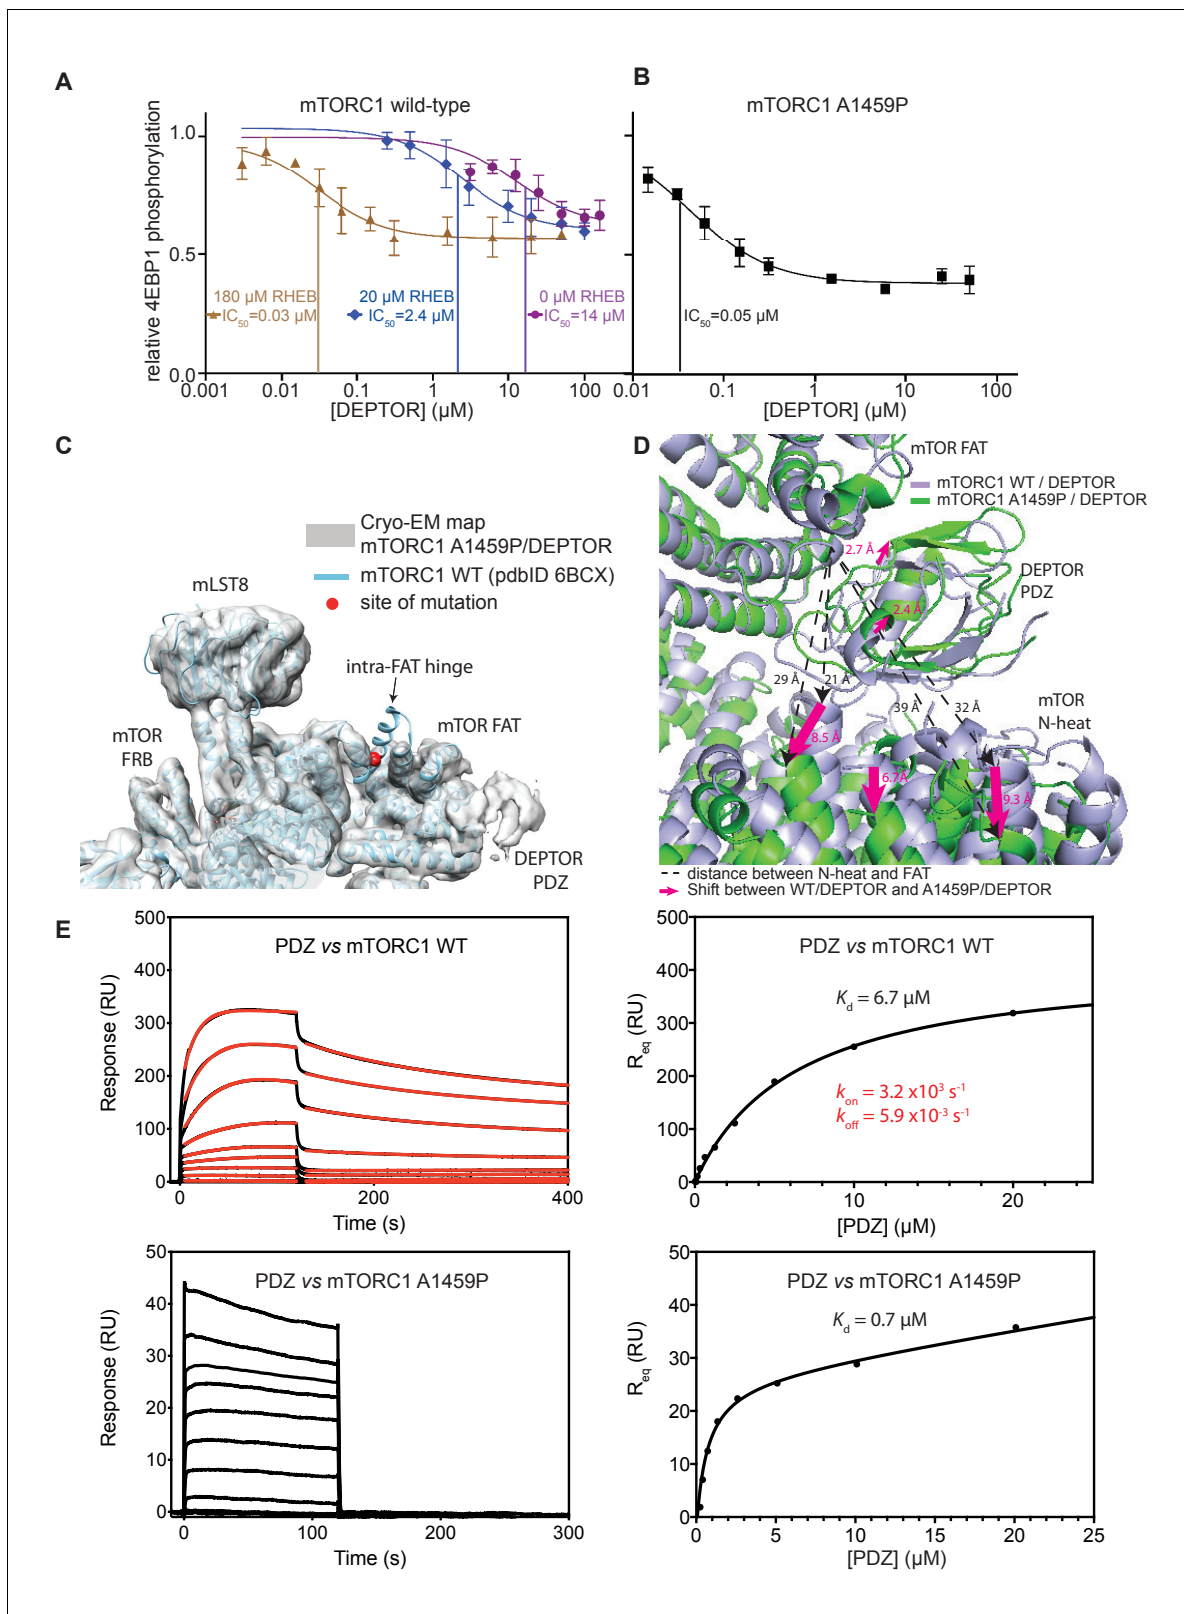 A
mTORC1 wild-type
relative 4EBP1 phosphorylation
1.0
0.5
0.0
180 µM RHEB
IC50=0.03 µM
20 µM RHEB
IC50=2.4 µM
0 µM RHEB
IC50=14 µM
0.001
0.01
0.1
1
10
100
[DEPTOR] (µM)
B
mTORC1 A1459P
IC50=0.05 µM
0.01
0.1
1
10
100
[DEPTOR] (µM)
C
Cryo-EM map
mTORC1 A1459P/DEPTOR
mTORC1 WT (pdbID 6BCX)
site of mutation
mLST8
intra-FAT hinge
mTOR
FRB
mTOR FAT
DEPTOR
PDZ
D
mTOR FAT
mTORC1 WT / DEPTOR
mTORC1 A1459P / DEPTOR
2.7 Å
DEPTOR
PDZ
2.4 Å
29 Å
21 Å
39 Å
32 Å
mTOR
N-heat
8.5 Å
6.7Å
9.3 Å
distance between N-heat and FAT
Shift between WT/DEPTOR and A1459P/DEPTOR
E
PDZ vs mTORC1 WT
Response (RU)
500
400
300
200
100
0
0
200
400
Time (s)
PDZ vs mTORC1 WT
Kd = 6.7 µM
kon = 3.2 x10³ s⁻¹
koff = 5.9 x10⁻³ s⁻¹
Req (RU)
500
400
300
200
100
0
0
10
20
[PDZ] (µM)
PDZ vs mTORC1 A1459P
Response (RU)
50
40
30
20
10
0
0
100
200
300
Time (s)
PDZ vs mTORC1 A1459P
Kd = 0.7 µM
Req (RU)
50
40
30
20
10
0
0
5
10
15
20
25
[PDZ] (µM)